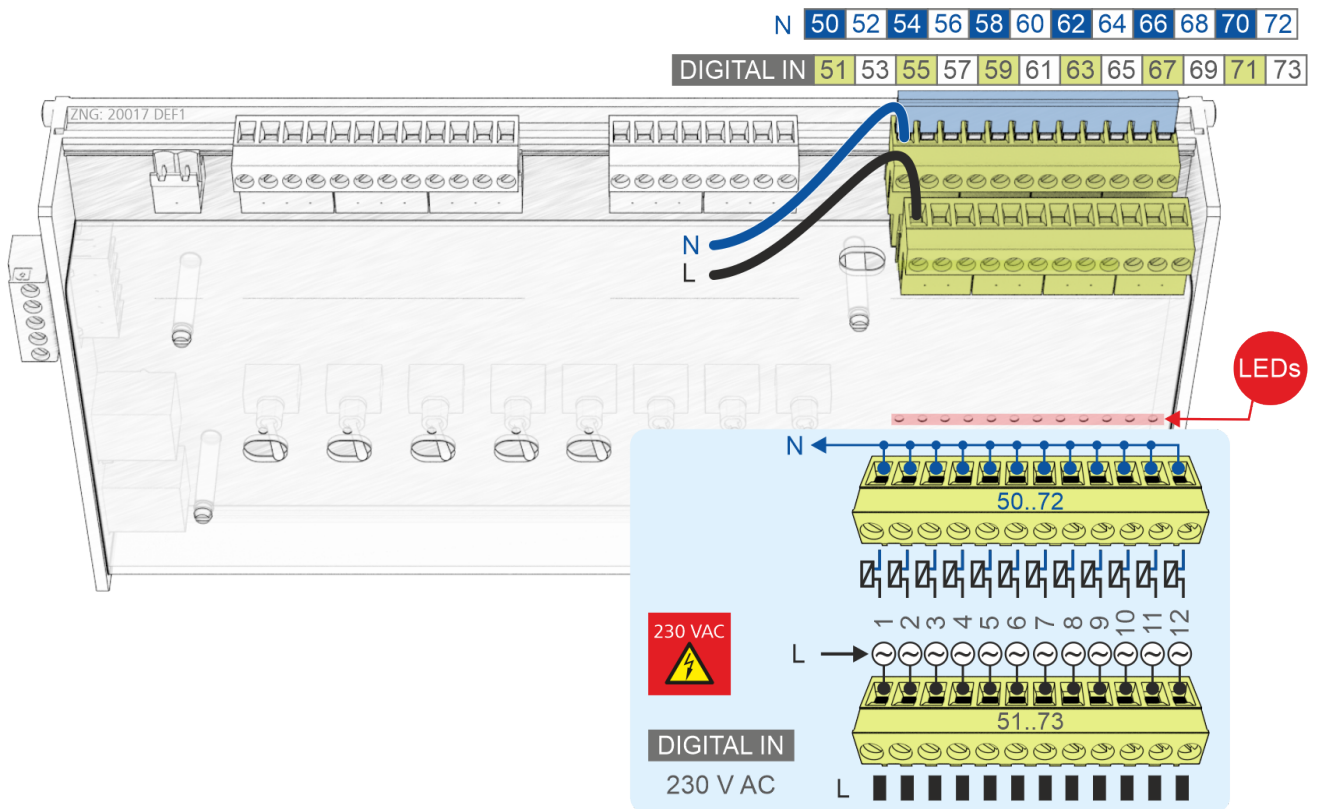 N 50 52 54 56 58 60 62 64 66 68 70 72
DIGITAL IN 51 53 55 57 59 61 63 65 67 69 71 73
ZNG: 20017 DEF1
N
L
LEDs
N
50..72
1 2 3 4 5 6 7 8 9 10 11 12
230 VAC
L
51..73
DIGITAL IN
230 V AC
L